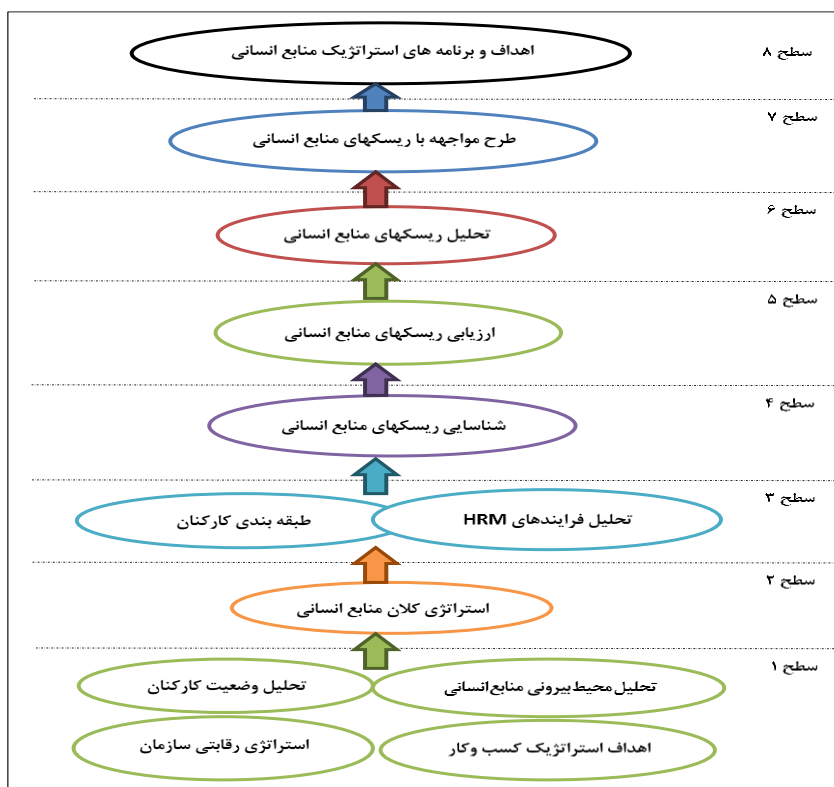 سطح ۸
اهداف و برنامه های استراتژیک منابع انسانی
سطح ۷
طرح مواجهه با ریسکهای منابع انسانی
سطح ۶
تحلیل ریسکهای منابع انسانی
سطح ۵
ارزیابی ریسکهای منابع انسانی
سطح ۴
شناسایی ریسکهای منابع انسانی
سطح ۳
تحلیل فرایندهای HRM
طبقه بندی کارکنان
سطح ۲
استراتژی کلان منابع انسانی
سطح ۱
تحلیل محیط بیرونی منابع انسانی
تحلیل وضعیت کارکنان
اهداف استراتژیک کسب وکار
استراتژی رقابتی سازمان